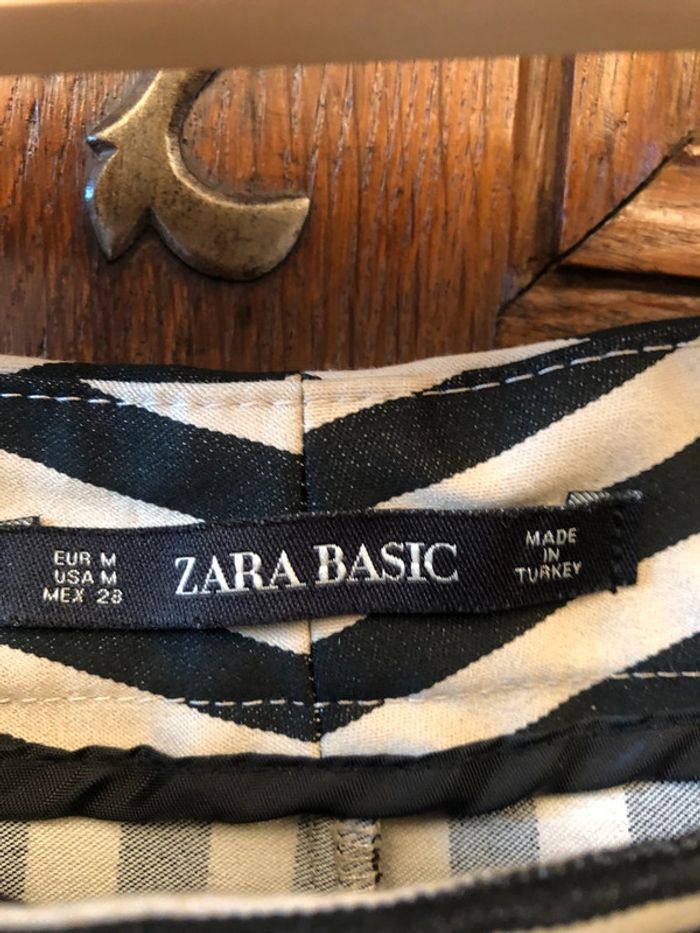 EUR M
USA M
MEX 28
ZARA BASIC
MADE
IN
TURKEY